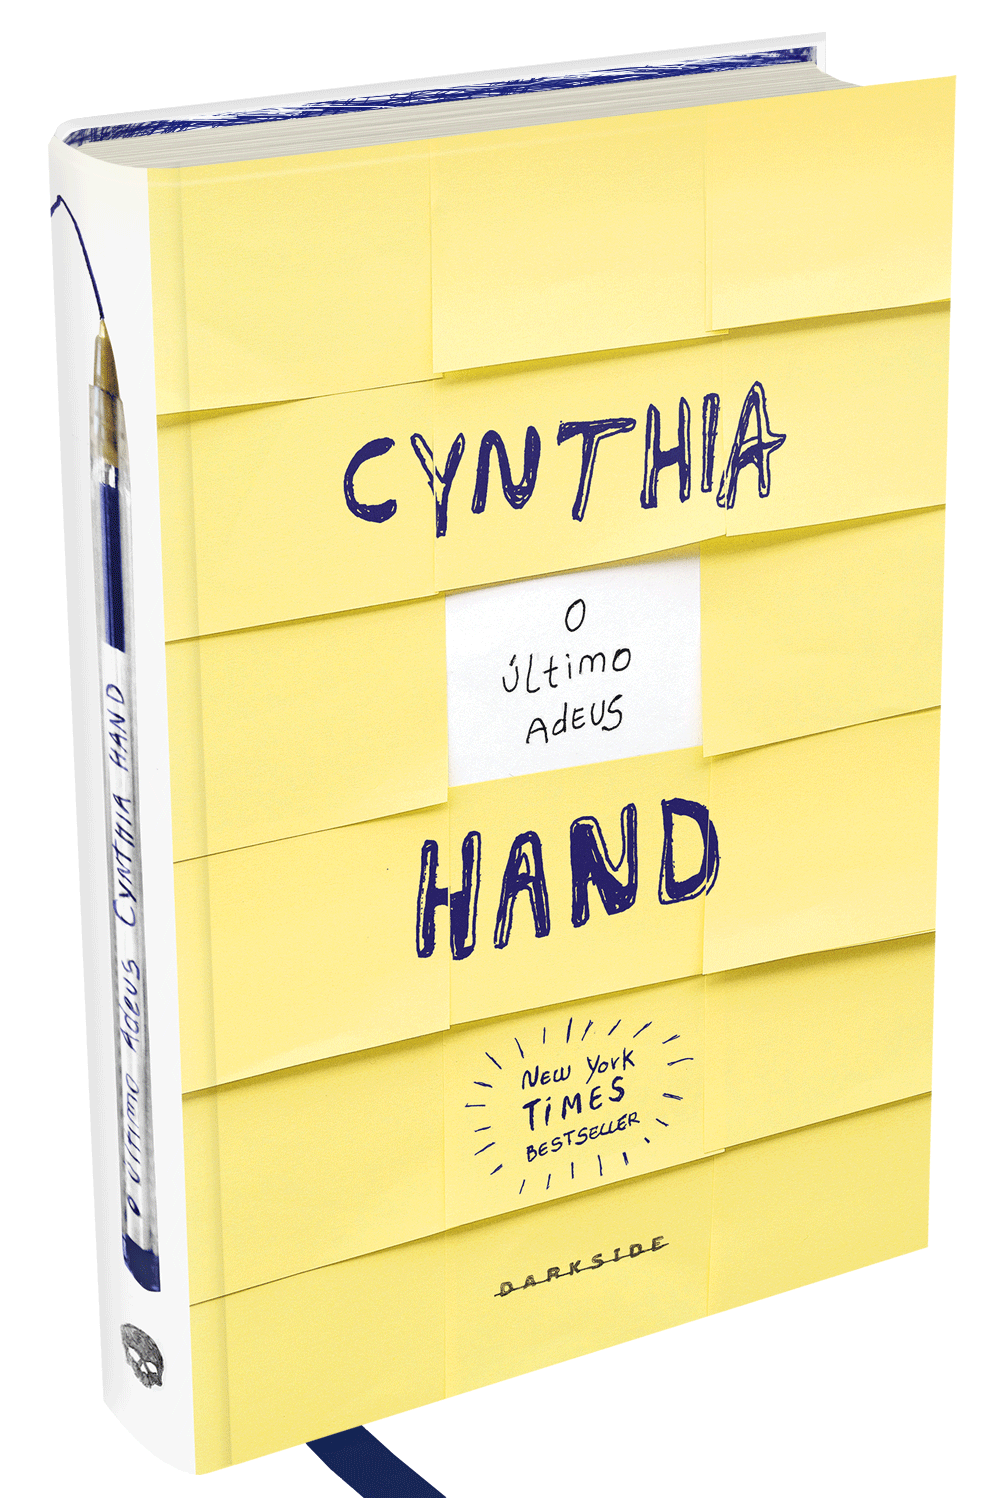 CYNTHIA
O
ÚLtimo
AdEUS
HAND
NEW York
TiMES
BESTSELLER
DARKSIDE
O Último AdEUS CYNTHIA HAND